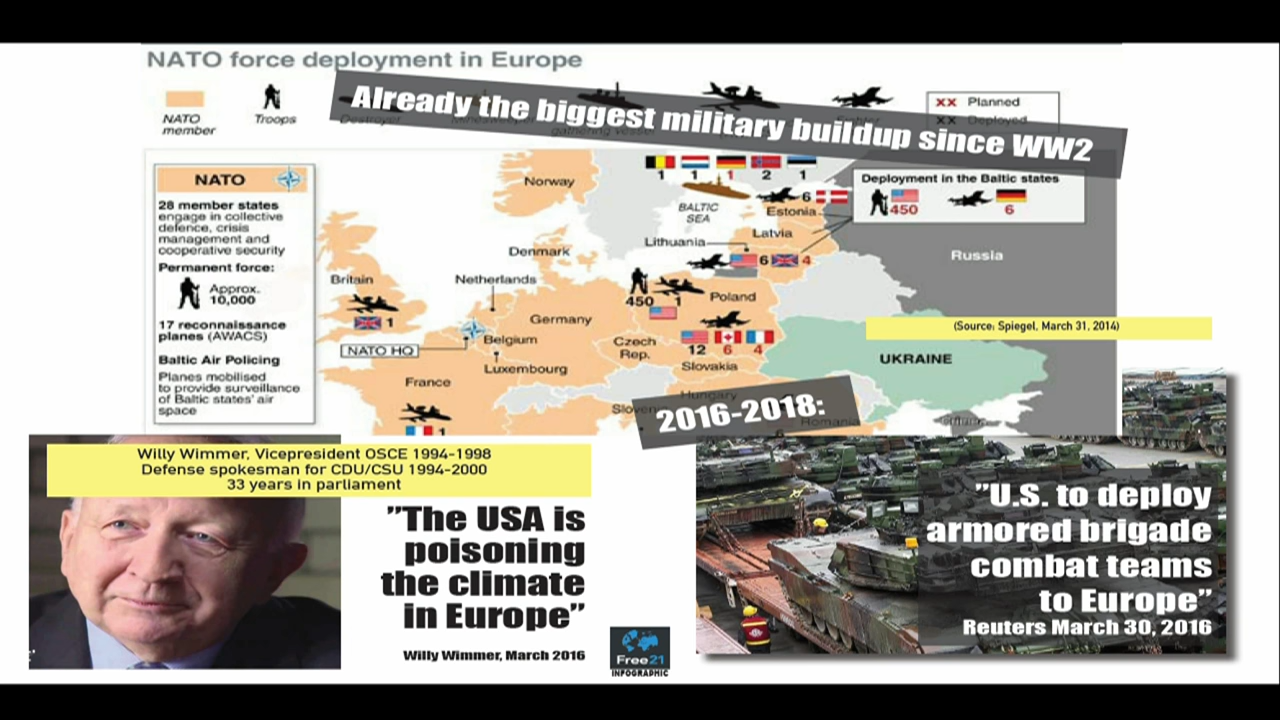 NATO force deployment in Europe
Already the biggest military buildup since WW2
NATO
member
Troops
XX Planned
XX Deployed
NATO
28 member states
engage in collective
defence, crisis
management and
cooperative security
Permanent force:
Approx.
10,000
17 reconnaissance
planes (AWACS)
Baltic Air Policing
Planes mobilised
to provide surveillance
of Baltic states' air
space
Norway
1 1 1 2 1
BALTIC
SEA
6
Deployment in the Baltic states
450 6
Estonia
Latvia
Lithuania
6 4
Russia
Denmark
Britain
1
Netherlands
450 1
Poland
Germany
NATO HQ
Belgium
Czech
Rep.
12 6 4
Luxembourg
Slovakia
France
1
Hungary
Romania
(Source: Spiegel, March 31, 2014)
UKRAINE
2016-2018:
Willy Wimmer, Vicepresident OSCE 1994-1998
Defense spokesman for CDU/CSU 1994-2000
33 years in parliament
"The USA is
poisoning
the climate
in Europe"
Willy Wimmer, March 2016
Free21
INFOGRAPHIC
"U.S. to deploy
armored brigade
combat teams
to Europe"
Reuters March 30, 2016